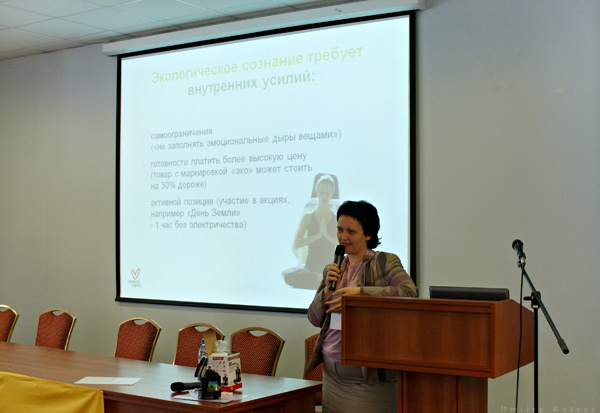 Экологическое сознание требует
внутренних усилий:
- самоограничения
(«не заполнять эмоциональные дыры вещами»)
- готовности платить более высокую цену
(товар с маркировкой «эко» может стоить
на 30% дороже)
- активной позиции (участие в акциях,
например «День Земли»
- 1 час без электричества)